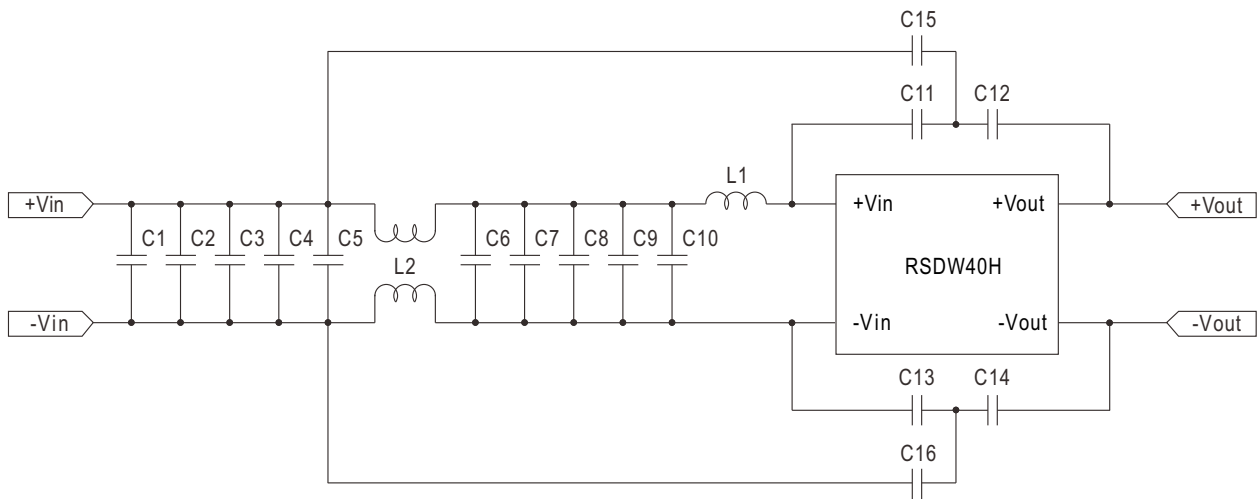 C15
C11 C12
L1
+Vin +Vin +Vout +Vout
C1 C2 C3 C4 C5 C6 C7 C8 C9 C10
L2 RSDW40H
-Vin -Vin -Vout -Vout
C13 C14
C16